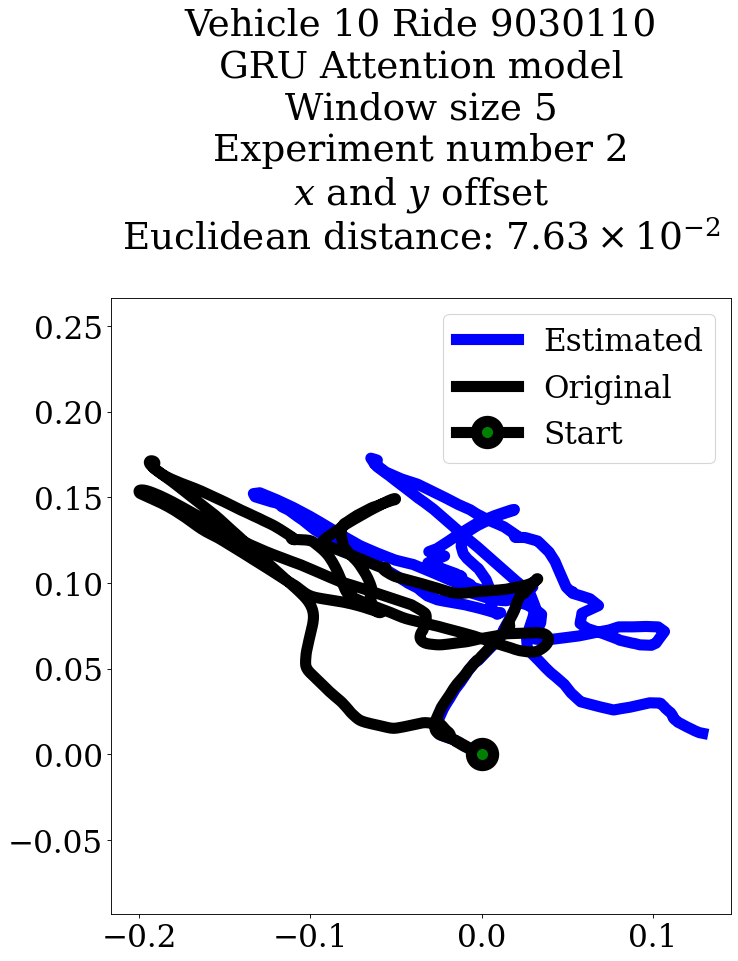 Vehicle 10 Ride 9030110
GRU Attention model
Window size 5
Experiment number 2
x and y offset
Euclidean distance: 7.63 × 10⁻²
Estimated
Original
Start
0.25
0.20
0.15
0.10
0.05
0.00
−0.05
−0.2
−0.1
0.0
0.1